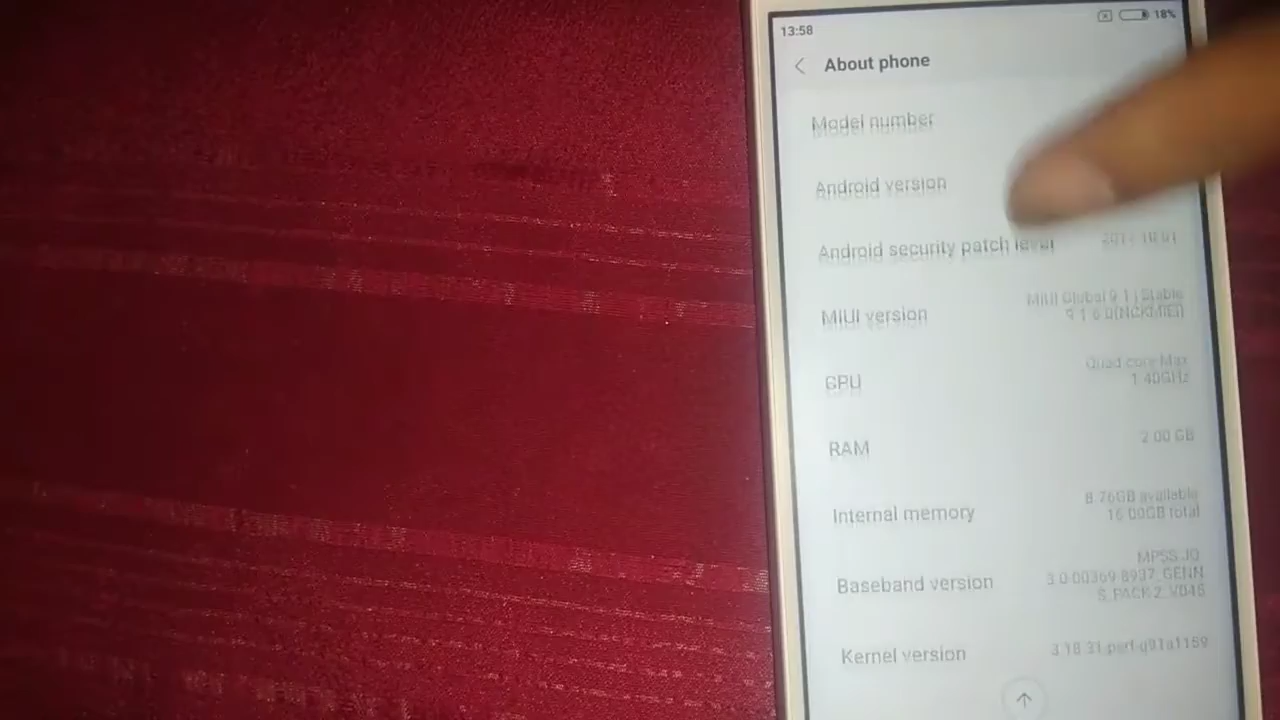 13:58
18%
About phone
Model number
Android version
Android security patch level
MIUI version
MIUI Global 9.1 | Stable
CPU
Quad core Max
1.40GHz
RAM
2.00 GB
Internal memory
8.76GB available
16.00GB total
Baseband version
Kernel version